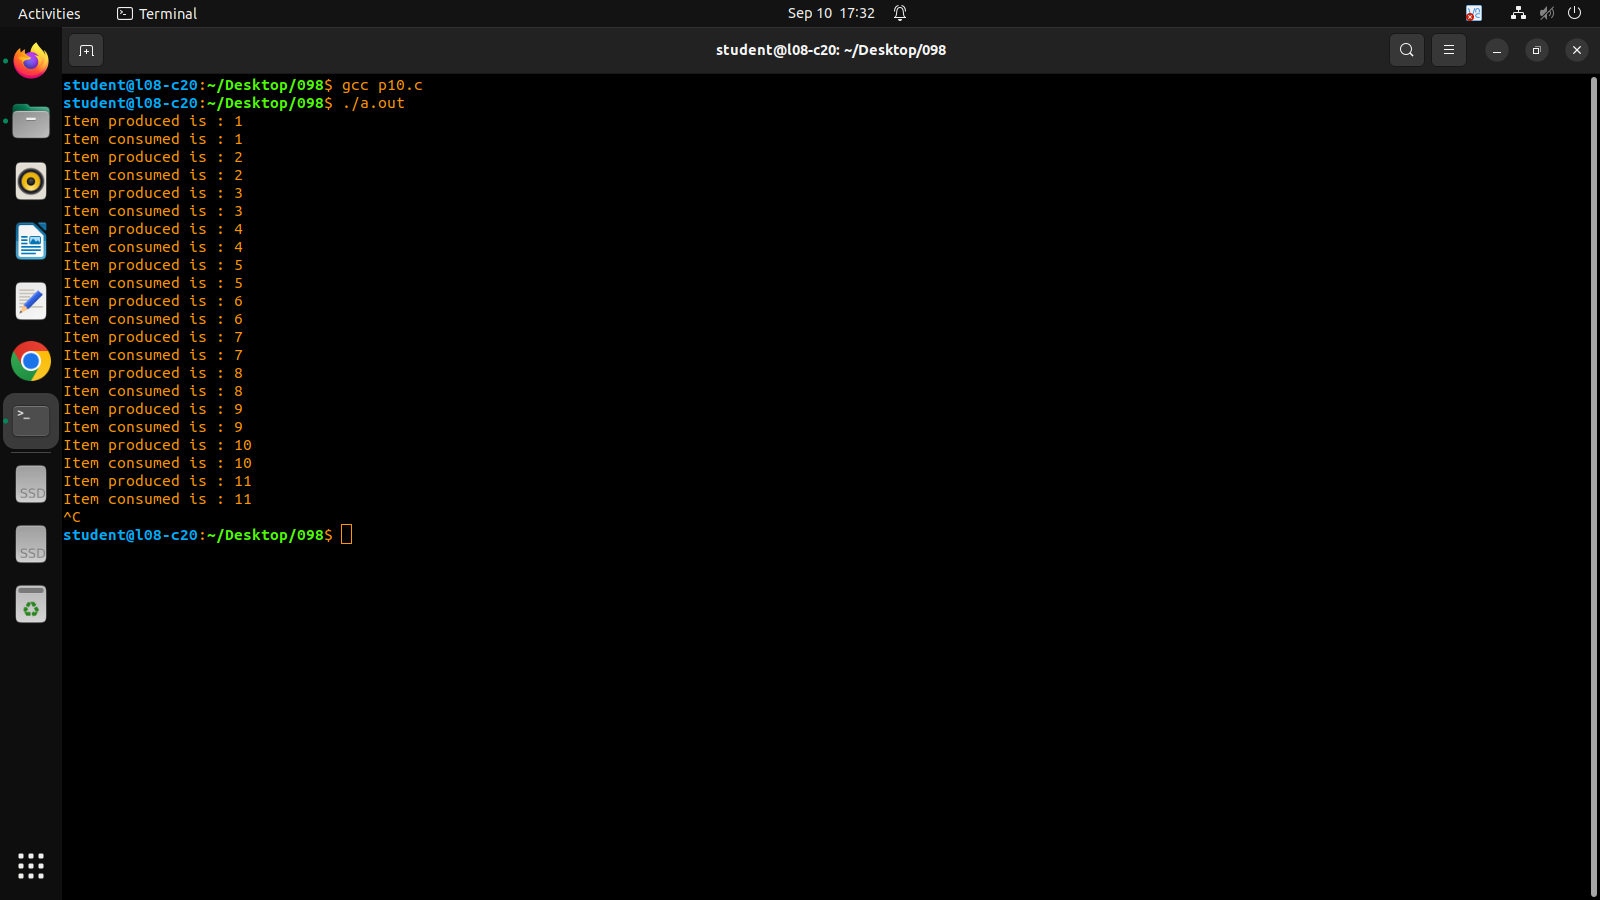 Activities
Terminal
Sep 10 17:32
student@l08-c20: ~/Desktop/098
student@l08-c20:~/Desktop/098$ gcc p10.c
student@l08-c20:~/Desktop/098$ ./a.out
Item produced is : 1
Item consumed is : 1
Item produced is : 2
Item consumed is : 2
Item produced is : 3
Item consumed is : 3
Item produced is : 4
Item consumed is : 4
Item produced is : 5
Item consumed is : 5
Item produced is : 6
Item consumed is : 6
Item produced is : 7
Item consumed is : 7
Item produced is : 8
Item consumed is : 8
Item produced is : 9
Item consumed is : 9
Item produced is : 10
Item consumed is : 10
Item produced is : 11
Item consumed is : 11
^C
student@l08-c20:~/Desktop/098$
SSD
SSD